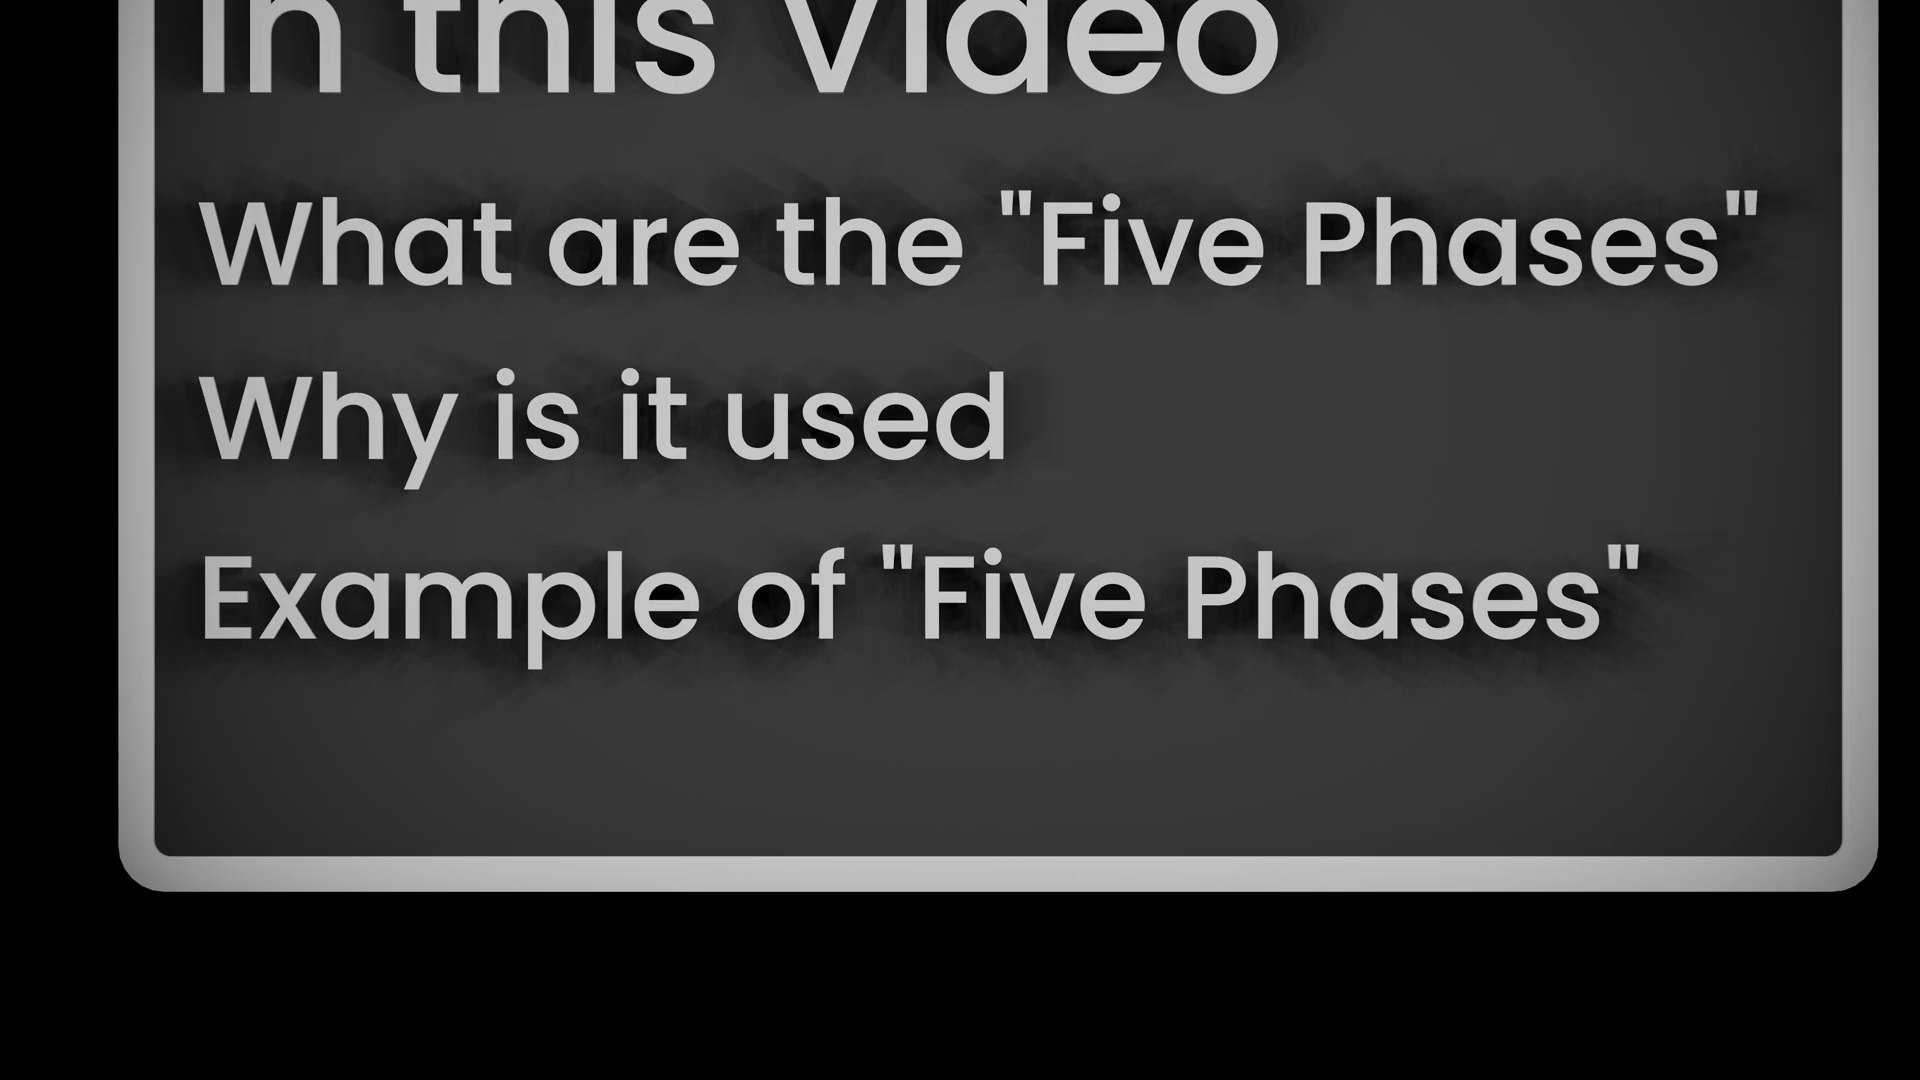 In this Video
What are the "Five Phases"
Why is it used
Example of "Five Phases"